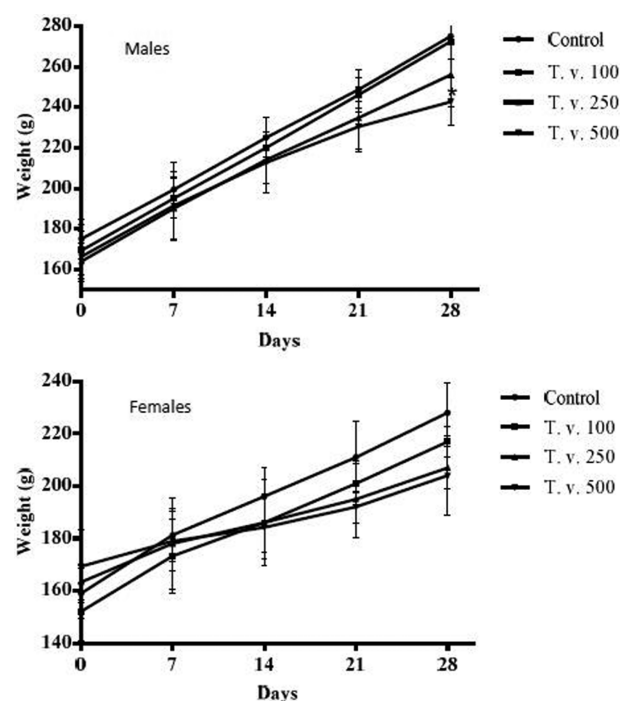 280
260
240
220
200
180
160
Weight (g)
Males
0 7 14 21 28
Days
*
Control
T. v. 100
T. v. 250
T. v. 500
240
220
200
180
160
140
Weight (g)
Females
0 7 14 21 28
Days
Control
T. v. 100
T. v. 250
T. v. 500